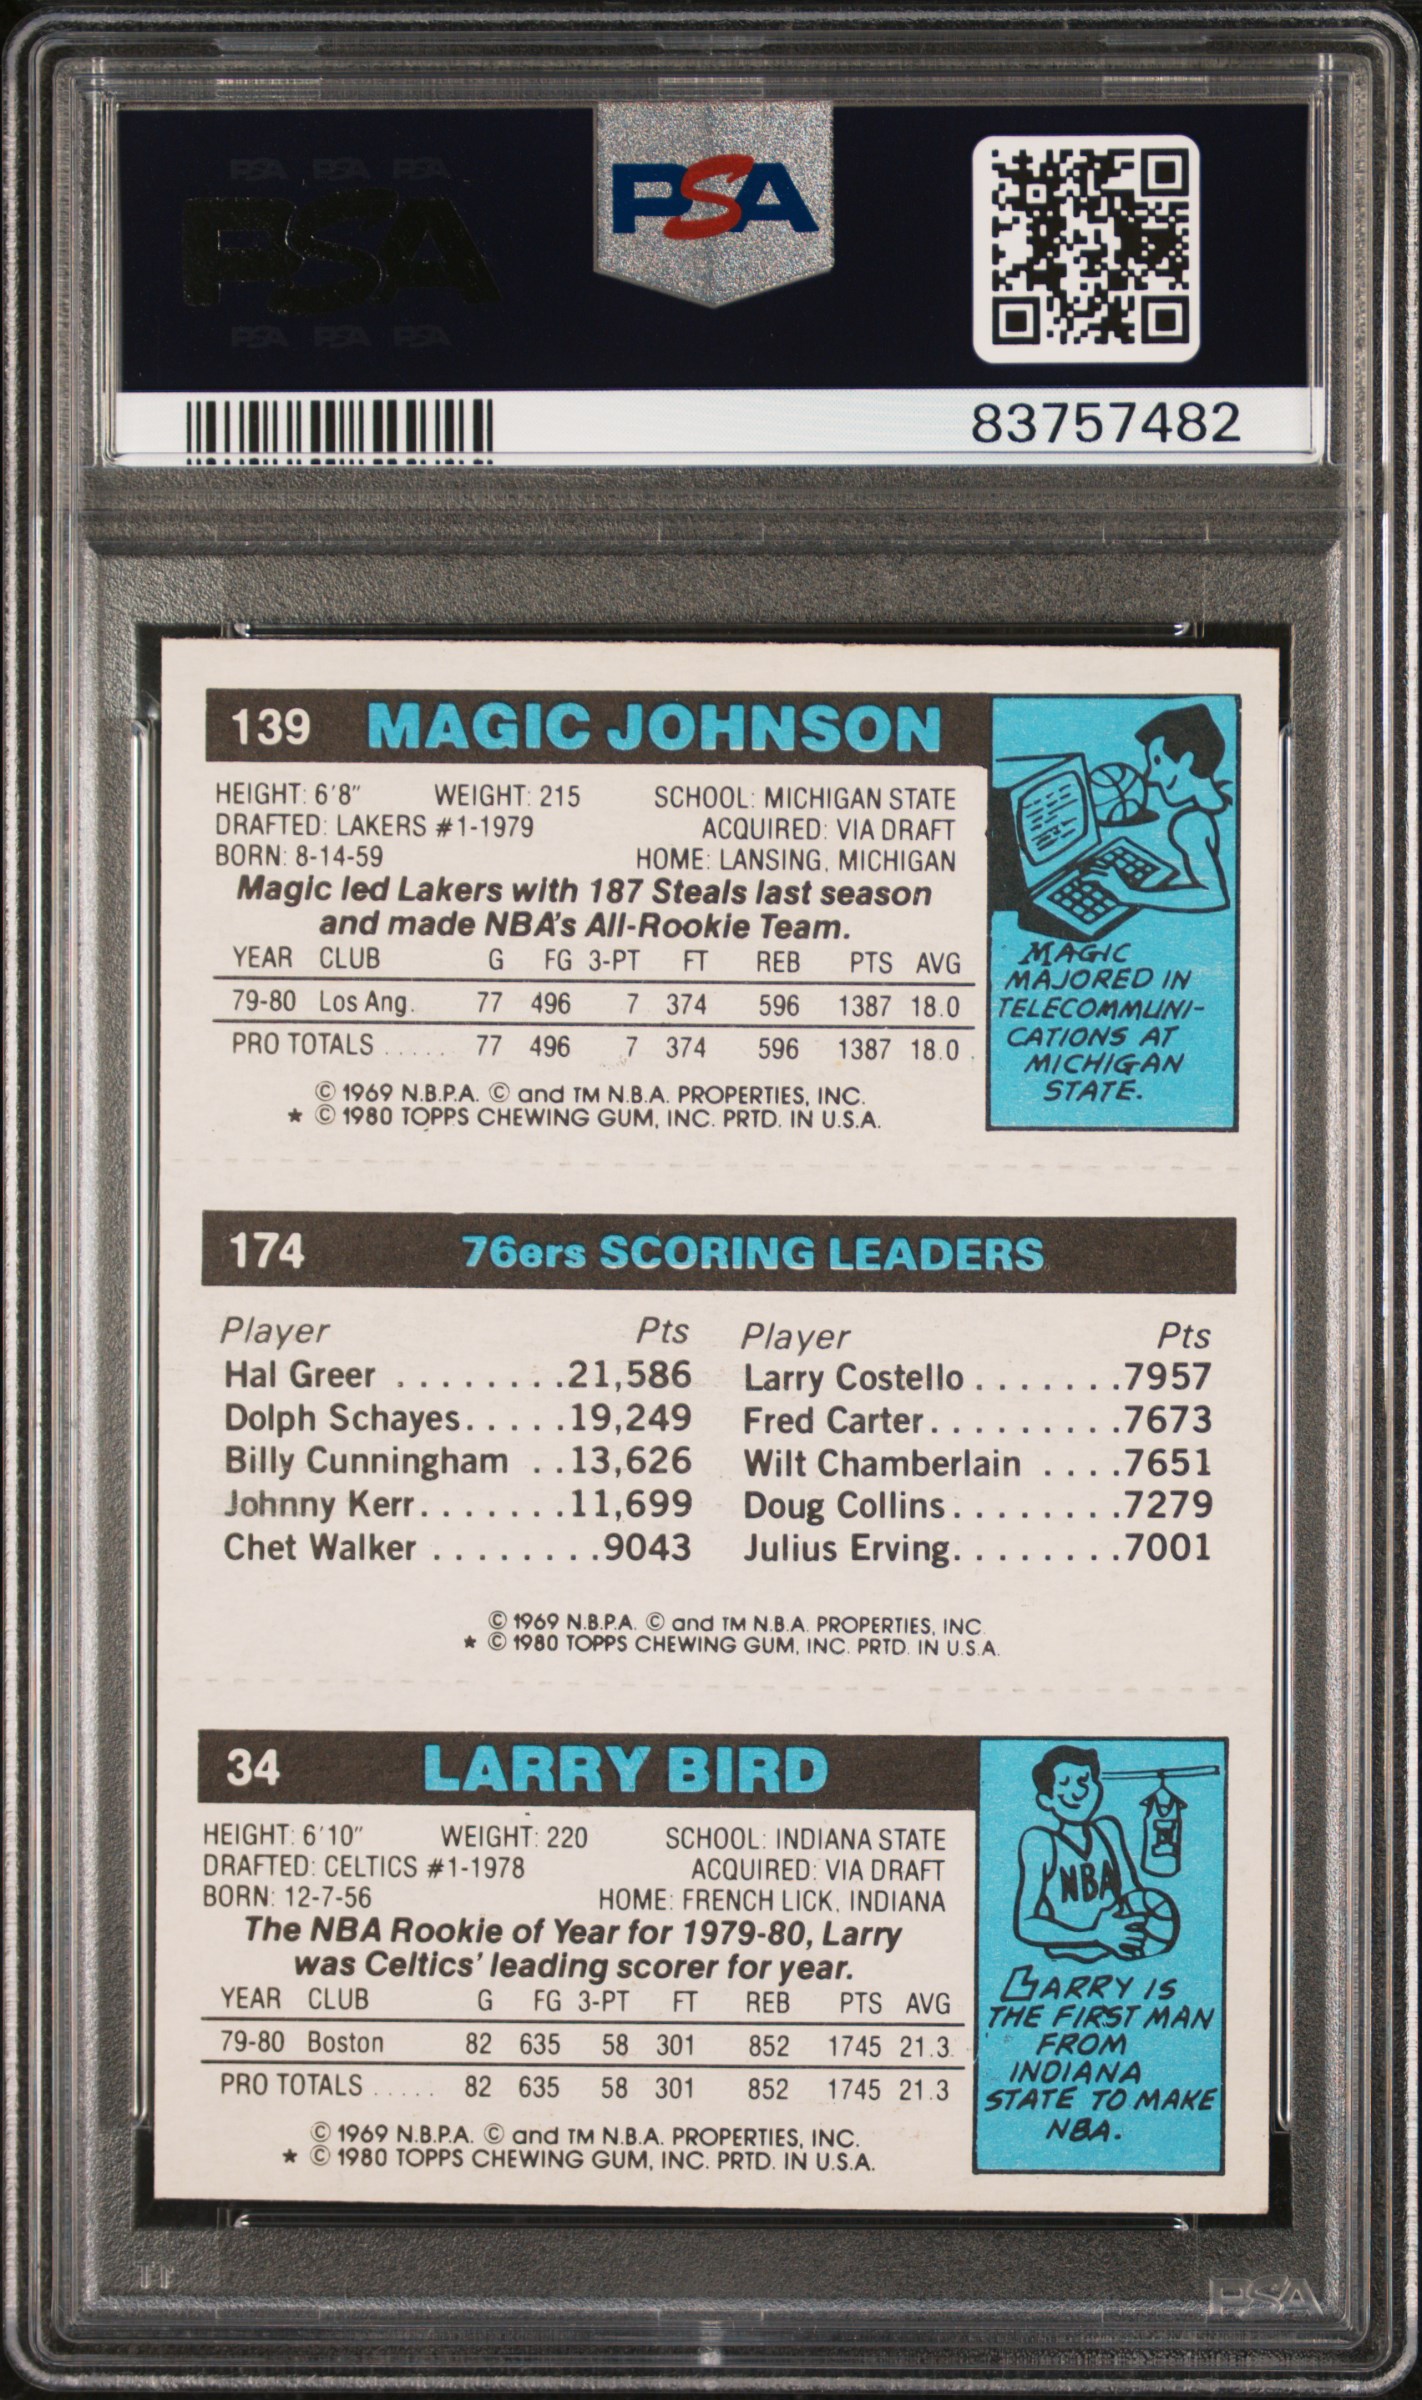 PSA PSA PSA
PSA
PSA PSA PSA
PSA
83757482
139 MAGIC JOHNSON
HEIGHT: 6'8" WEIGHT: 215 SCHOOL: MICHIGAN STATE
DRAFTED: LAKERS #1-1979 ACQUIRED: VIA DRAFT
BORN: 8-14-59 HOME: LANSING, MICHIGAN
Magic led Lakers with 187 Steals last season
and made NBA's All-Rookie Team.
YEAR CLUB G FG 3-PT FT REB PTS AVG
79-80 Los Ang. 77 496 7 374 596 1387 18.0
PRO TOTALS ..... 77 496 7 374 596 1387 18.0
© 1969 N.B.P.A. © and TM N.B.A. PROPERTIES, INC.
* © 1980 TOPPS CHEWING GUM, INC. PRTD. IN U.S.A.
MAGIC
MAJORED IN
TELECOMMUNI-
CATIONS AT
MICHIGAN
STATE.
174 76ers SCORING LEADERS
Player Pts Player Pts
Hal Greer ........21,586 Larry Costello .......7957
Dolph Schayes.....19,249 Fred Carter.........7673
Billy Cunningham ..13,626 Wilt Chamberlain ....7651
Johnny Kerr.......11,699 Doug Collins........7279
Chet Walker ........9043 Julius Erving........7001
© 1969 N.B.P.A. © and TM N.B.A. PROPERTIES, INC.
* © 1980 TOPPS CHEWING GUM, INC. PRTD. IN U.S.A.
34 LARRY BIRD
HEIGHT: 6'10" WEIGHT: 220 SCHOOL: INDIANA STATE
DRAFTED: CELTICS #1-1978 ACQUIRED: VIA DRAFT
BORN: 12-7-56 HOME: FRENCH LICK, INDIANA
The NBA Rookie of Year for 1979-80, Larry
was Celtics' leading scorer for year.
YEAR CLUB G FG 3-PT FT REB PTS AVG
79-80 Boston 82 635 58 301 852 1745 21.3
PRO TOTALS ..... 82 635 58 301 852 1745 21.3
© 1969 N.B.P.A. © and TM N.B.A. PROPERTIES, INC.
* © 1980 TOPPS CHEWING GUM, INC. PRTD. IN U.S.A.
NBA
LARRY IS
THE FIRST MAN
FROM
INDIANA
STATE TO MAKE
NBA.
PSA